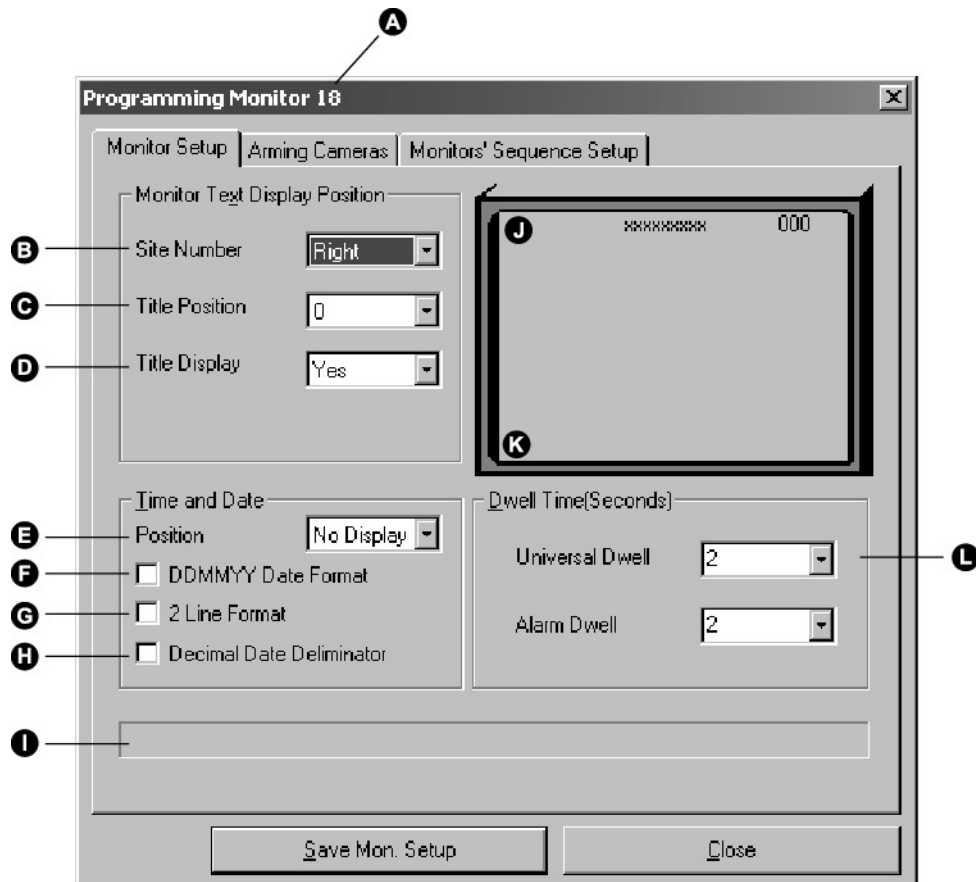 A
Programming Monitor 18
Monitor Setup Arming Cameras Monitors' Sequence Setup
Monitor Text Display Position
B Site Number Right
C Title Position 0
D Title Display Yes
J xxxxxxxxx 000
K
Time and Date
E Position No Display
F DDMMYY Date Format
G 2 Line Format
H Decimal Date Deliminator
Dwell Time(Seconds)
Universal Dwell 2 L
Alarm Dwell 2
I
Save Mon. Setup Close